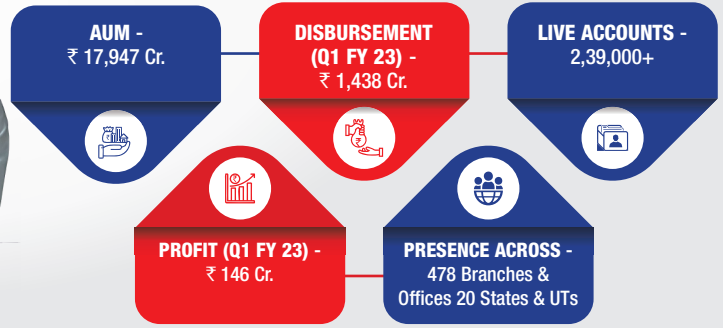 AUM -
₹ 17,947 Cr.
DISBURSEMENT
(Q1 FY 23) -
₹ 1,438 Cr.
LIVE ACCOUNTS -
2,39,000+
PROFIT (Q1 FY 23) -
₹ 146 Cr.
PRESENCE ACROSS -
478 Branches &
Offices 20 States & UTs